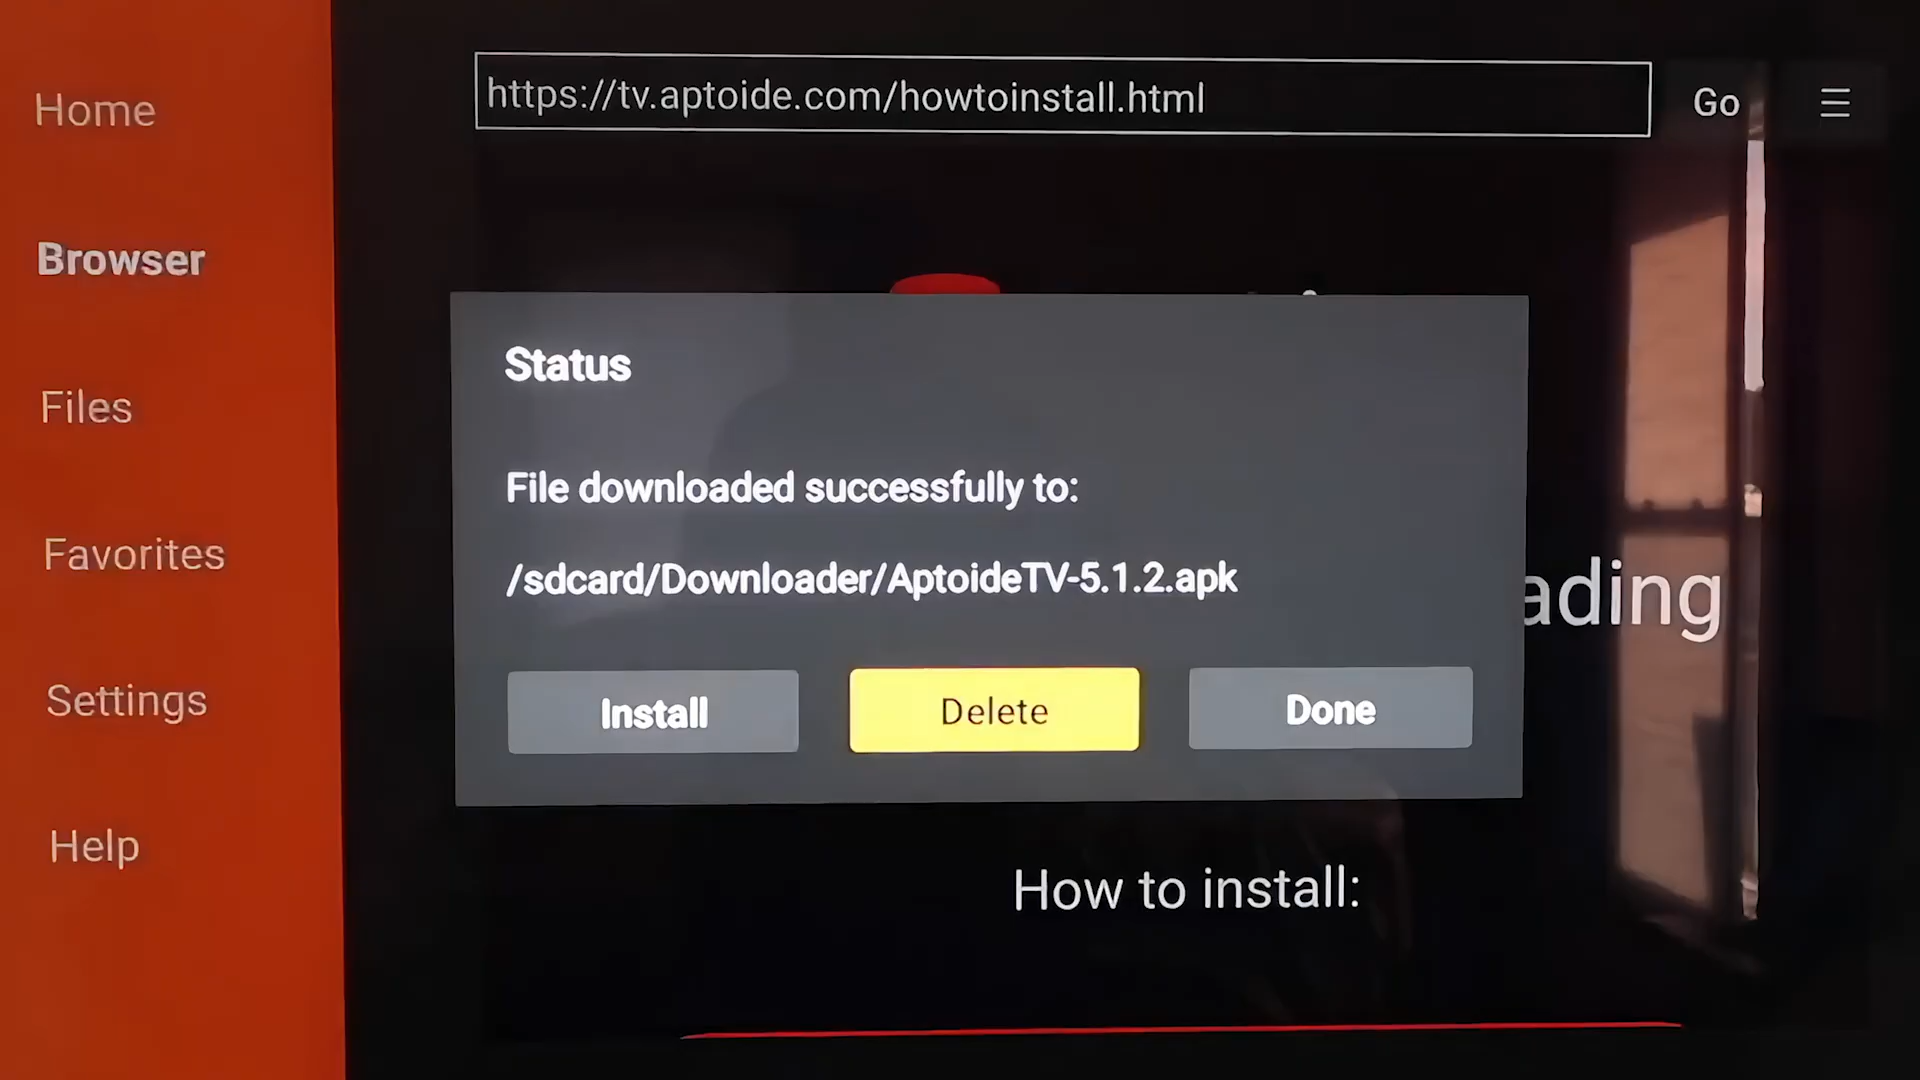 Home
Browser
Files
Favorites
Settings
Help
https://tv.aptoide.com/howtoinstall.html
Go
Status
File downloaded successfully to:
/sdcard/Downloader/AptoideTV-5.1.2.apk
Install
Delete
Done
ading
How to install: